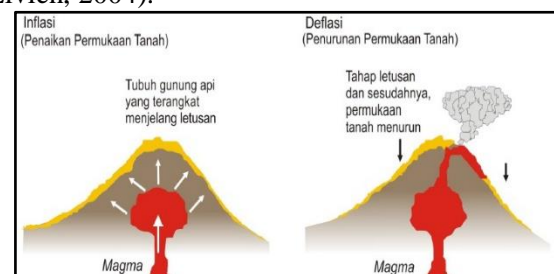 2004).
Inflasi
(Penaikan Permukaan Tanah)
Tubuh gunung api
yang terangkat
menjelang letusan
Magma
Deflasi
(Penurunan Permukaan Tanah)
Tahap letusan
dan sesudahnya,
permukaan
tanah menurun
Magma